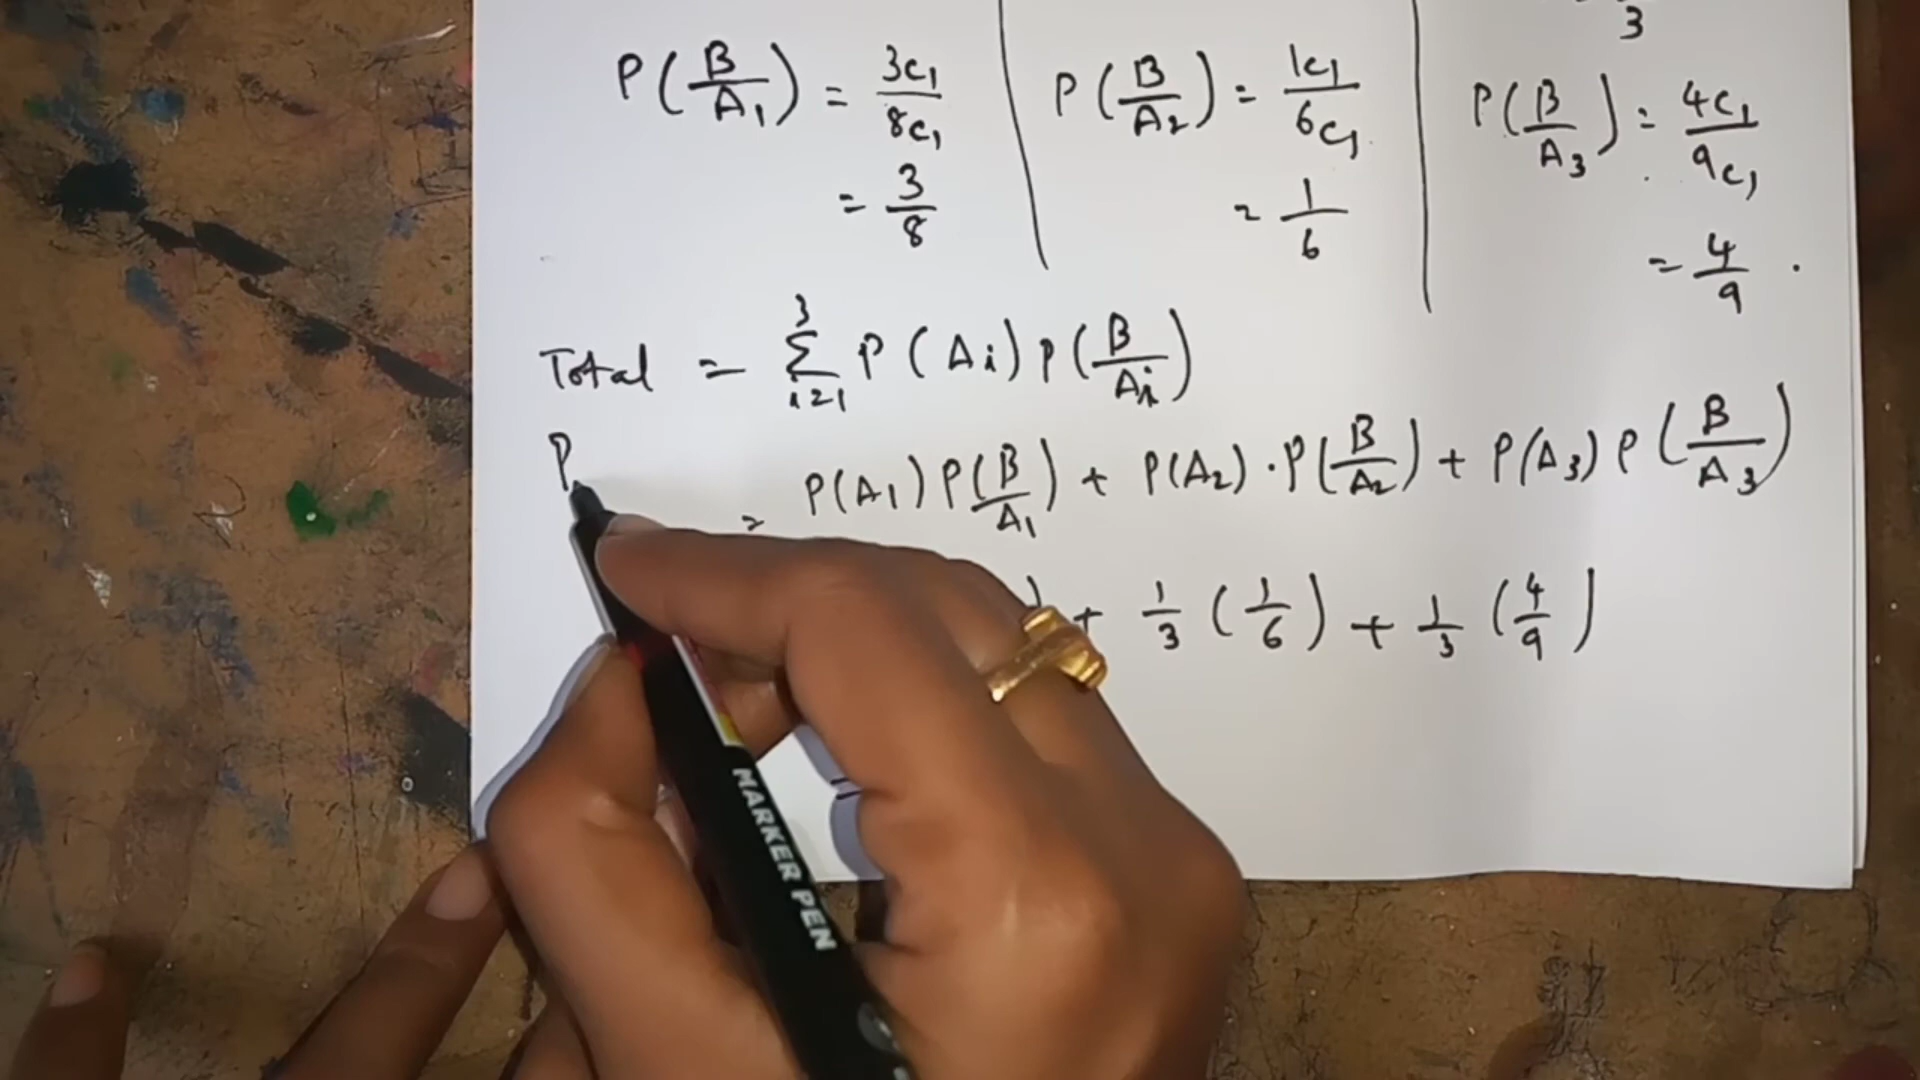 3
P(B/A₁) = 3C₁/8C₁
= 3/8
P(B/A₂) = 1C₁/6C₁
= 1/6
P(B/A₃) = 4C₁/9C₁
= 4/9 .
Total = Σ³ᵢ₌₁ P(Ai) P(B/Ai)
P
= P(A₁) P(B/A₁) + P(A₂) · P(B/A₂) + P(A₃) P(B/A₃)
) + 1/3 (1/6) + 1/3 (4/9)
MARKER PEN